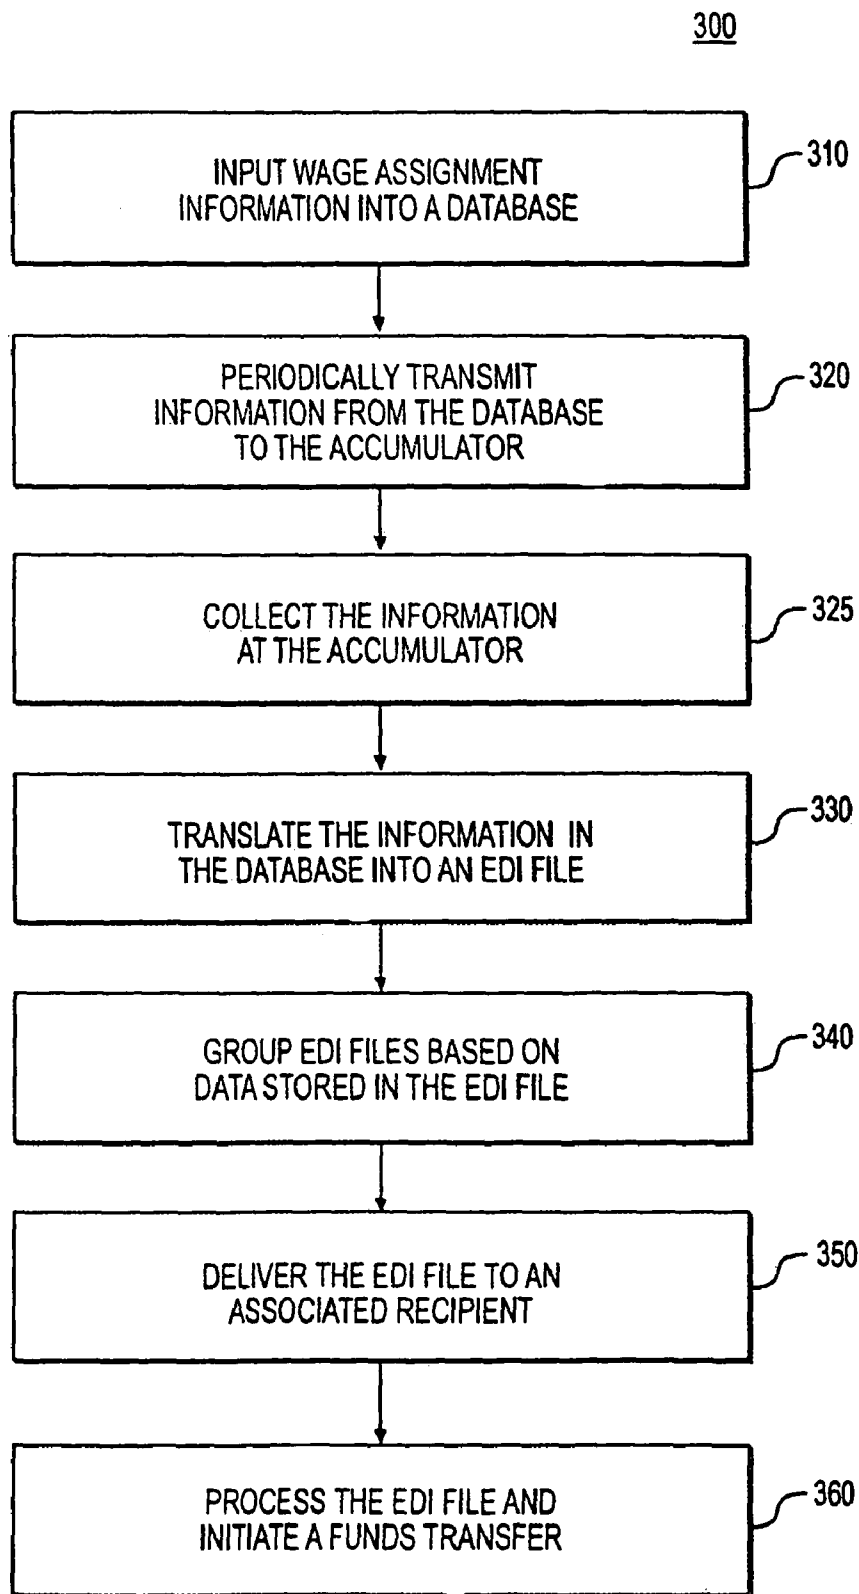 300
INPUT WAGE ASSIGNMENT
INFORMATION INTO A DATABASE
310
PERIODICALLY TRANSMIT
INFORMATION FROM THE DATABASE
TO THE ACCUMULATOR
320
COLLECT THE INFORMATION
AT THE ACCUMULATOR
325
TRANSLATE THE INFORMATION IN
THE DATABASE INTO AN EDI FILE
330
GROUP EDI FILES BASED ON
DATA STORED IN THE EDI FILE
340
DELIVER THE EDI FILE TO AN
ASSOCIATED RECIPIENT
350
PROCESS THE EDI FILE AND
INITIATE A FUNDS TRANSFER
360